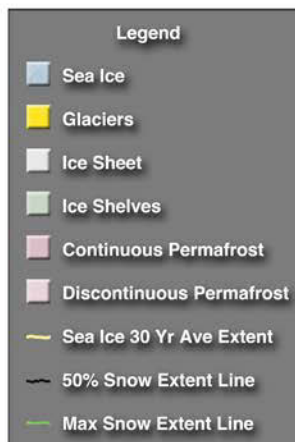 Legend
Sea Ice
Glaciers
Ice Sheet
Ice Shelves
Continuous Permafrost
Discontinuous Permafrost
Sea Ice 30 Yr Ave Extent
50% Snow Extent Line
Max Snow Extent Line